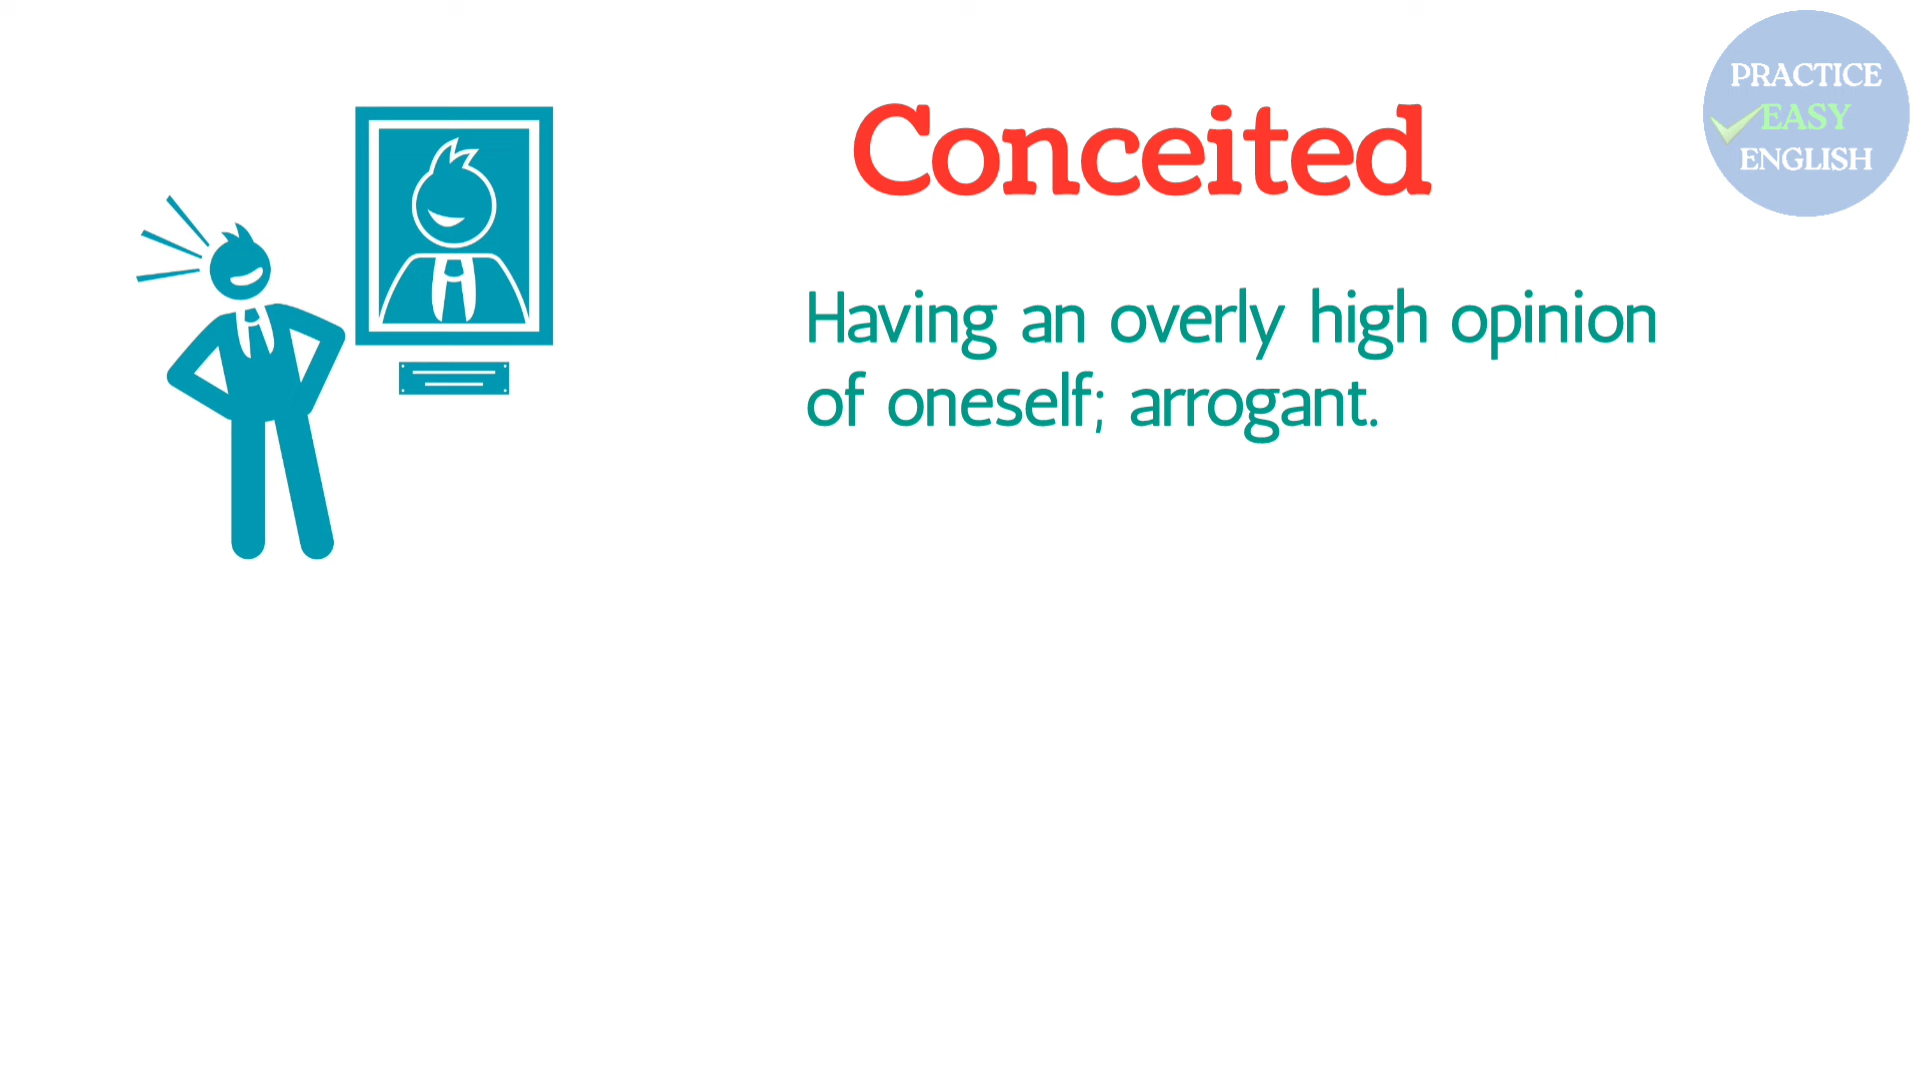 Conceited
Having an overly high opinion
of oneself; arrogant.
PRACTICE
EASY
ENGLISH